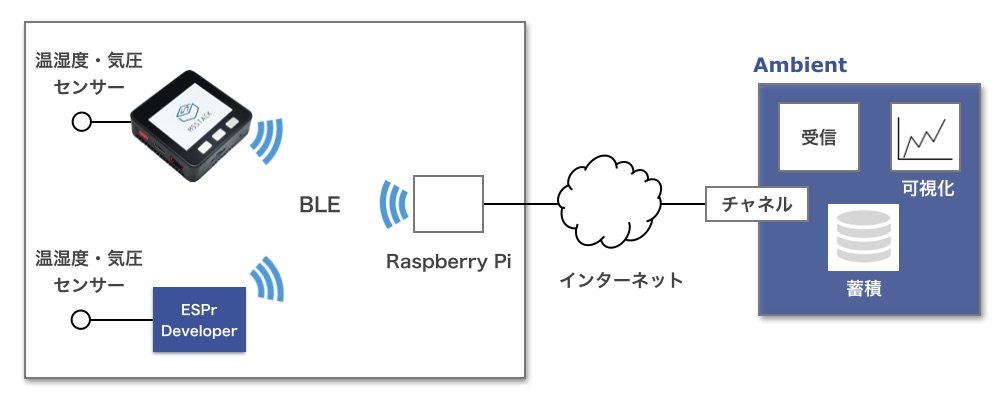 温湿度・気圧
センサー
M5STACK
BLE
Raspberry Pi
温湿度・気圧
センサー
ESPr
Developer
インターネット
Ambient
受信
可視化
チャネル
蓄積